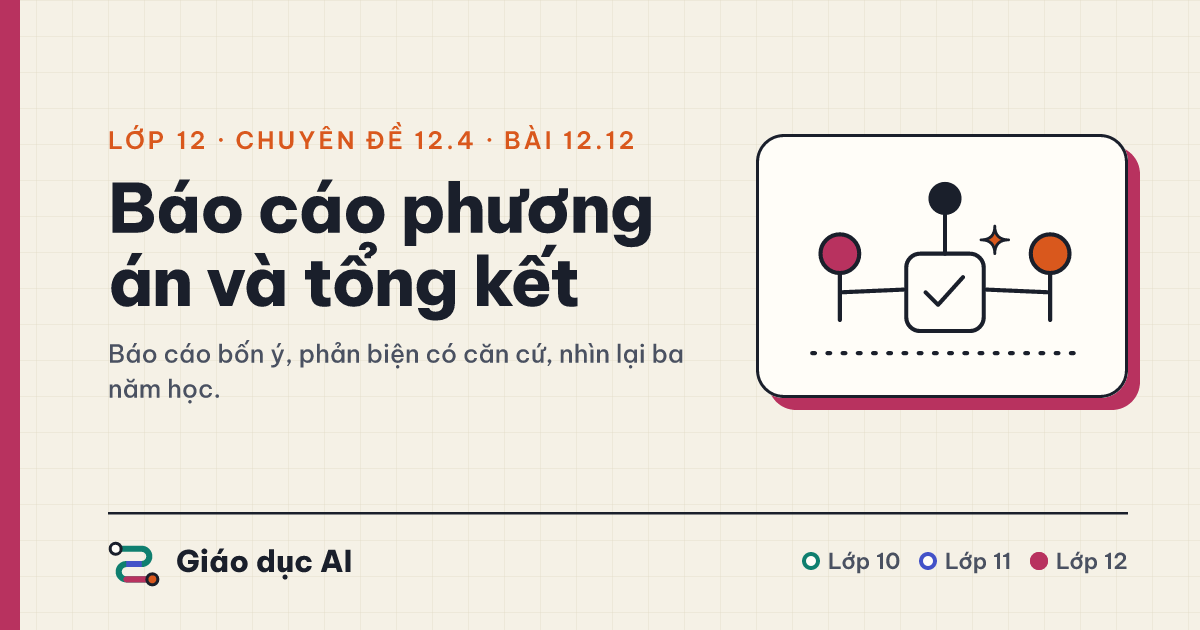 LỚP 12 · CHUYÊN ĐỀ 12.4 · BÀI 12.12
Báo cáo phương
án và tổng kết
Báo cáo bốn ý, phản biện có căn cứ, nhìn lại ba
năm học.
Giáo dục AI
Lớp 10
Lớp 11
Lớp 12